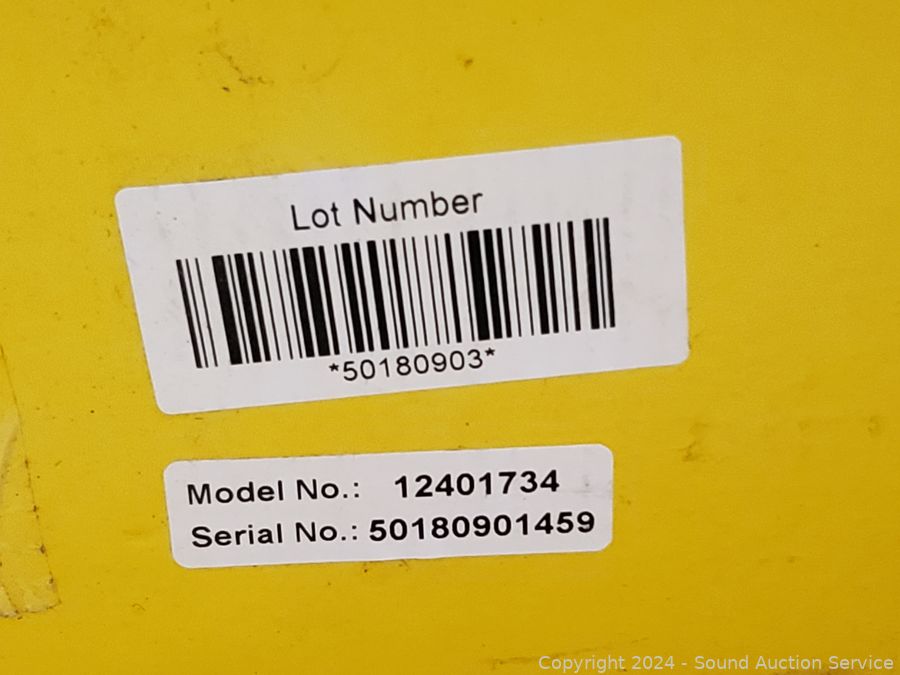 Lot Number
*50180903*
Model No.: 12401734
Serial No.: 50180901459
Copyright 2024 - Sound Auction Service